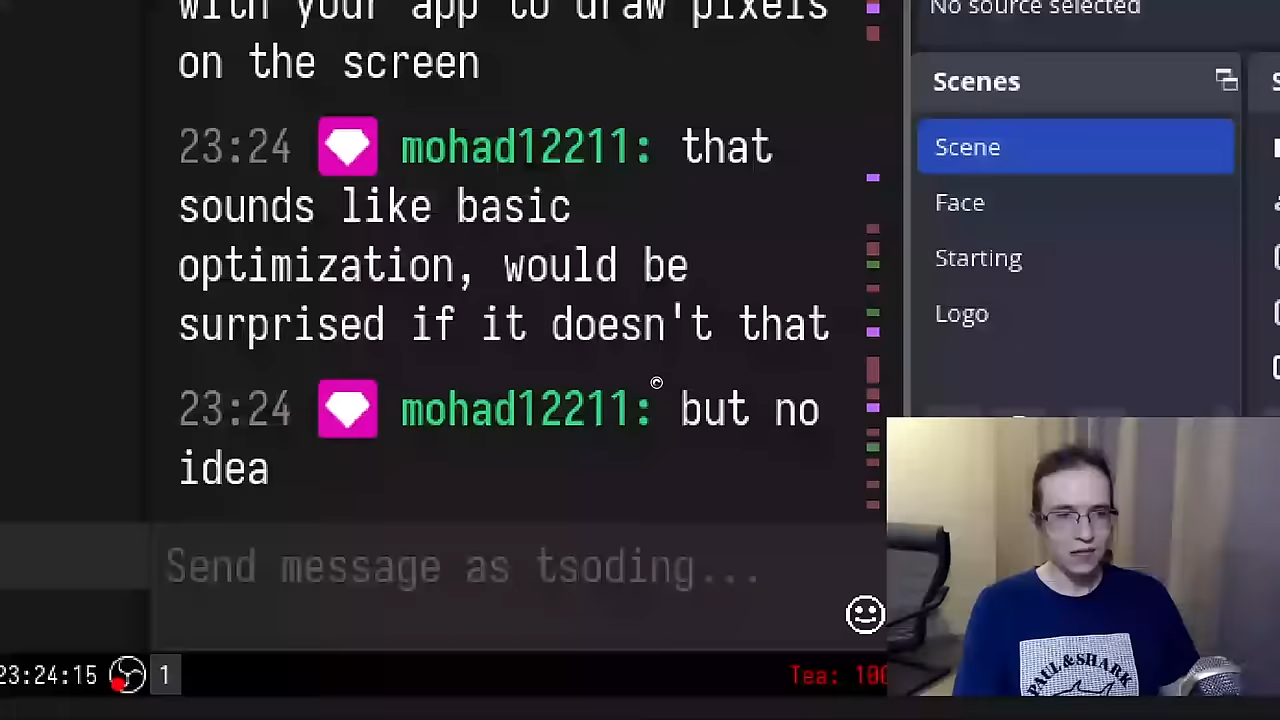 with your app to draw pixels
on the screen
23:24 mohad12211: that
sounds like basic
optimization, would be
surprised if it doesn't that
23:24 mohad12211: but no
idea
Send message as tsoding...
23:24:15 1
Tea: 100
No source selected
Scenes
Scene
Face
Starting
Logo
PAUL&SHARK